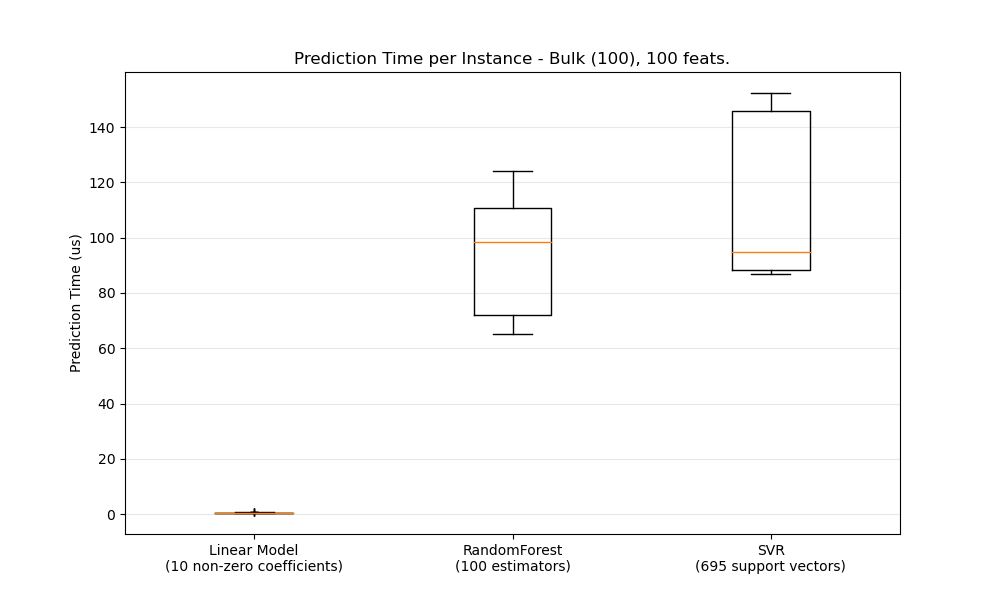 Prediction Time per Instance - Bulk (100), 100 feats.
Prediction Time (us)
140
120
100
80
60
40
20
0
Linear Model
(10 non-zero coefficients)
RandomForest
(100 estimators)
SVR
(695 support vectors)